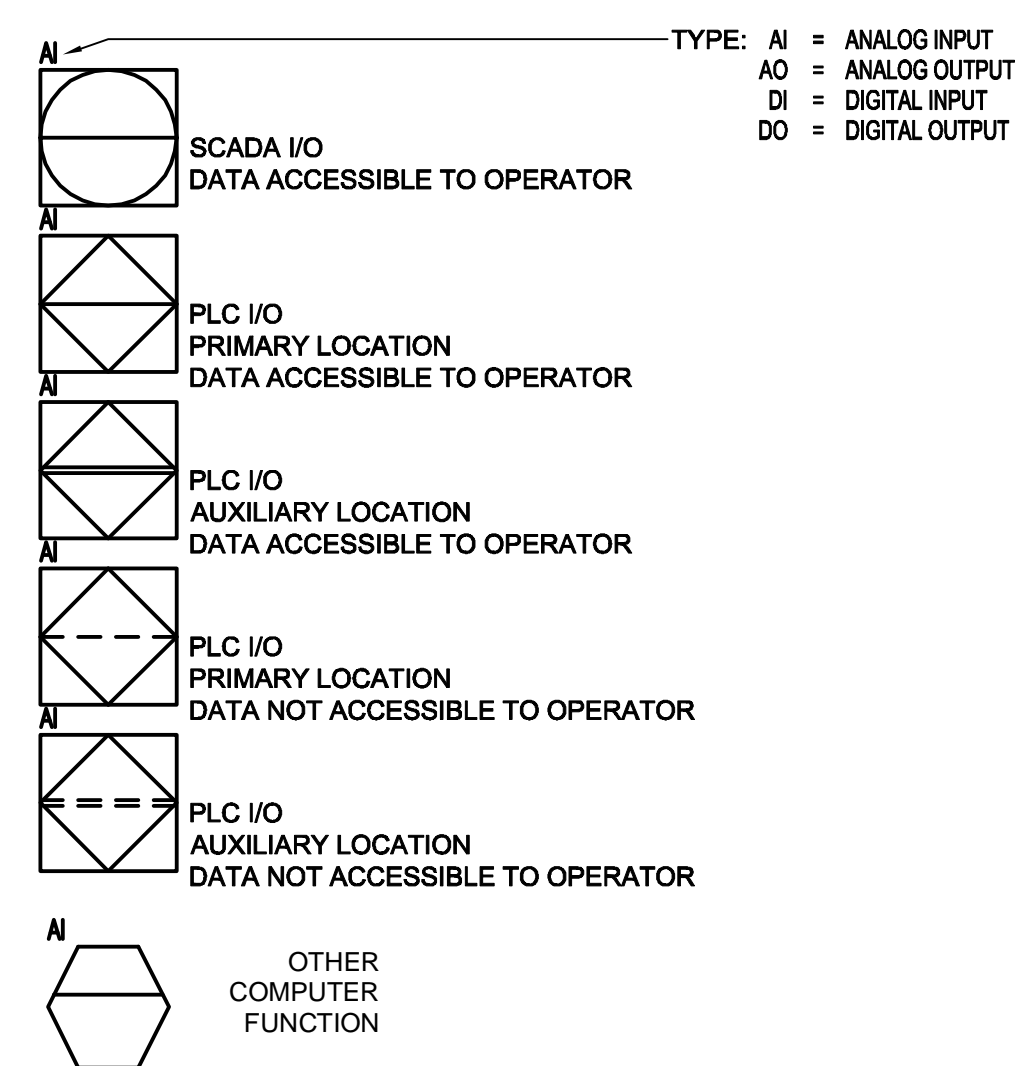 AI
TYPE: AI = ANALOG INPUT
AO = ANALOG OUTPUT
DI = DIGITAL INPUT
DO = DIGITAL OUTPUT
SCADA I/O
DATA ACCESSIBLE TO OPERATOR
AI
PLC I/O
PRIMARY LOCATION
DATA ACCESSIBLE TO OPERATOR
AI
PLC I/O
AUXILIARY LOCATION
DATA ACCESSIBLE TO OPERATOR
AI
PLC I/O
PRIMARY LOCATION
DATA NOT ACCESSIBLE TO OPERATOR
AI
PLC I/O
AUXILIARY LOCATION
DATA NOT ACCESSIBLE TO OPERATOR
AI
OTHER
COMPUTER
FUNCTION